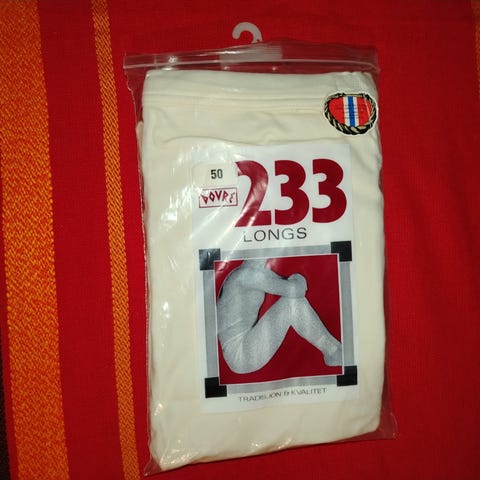 50
DOVRE
233
LONGS
TRADISJON & KVALITET